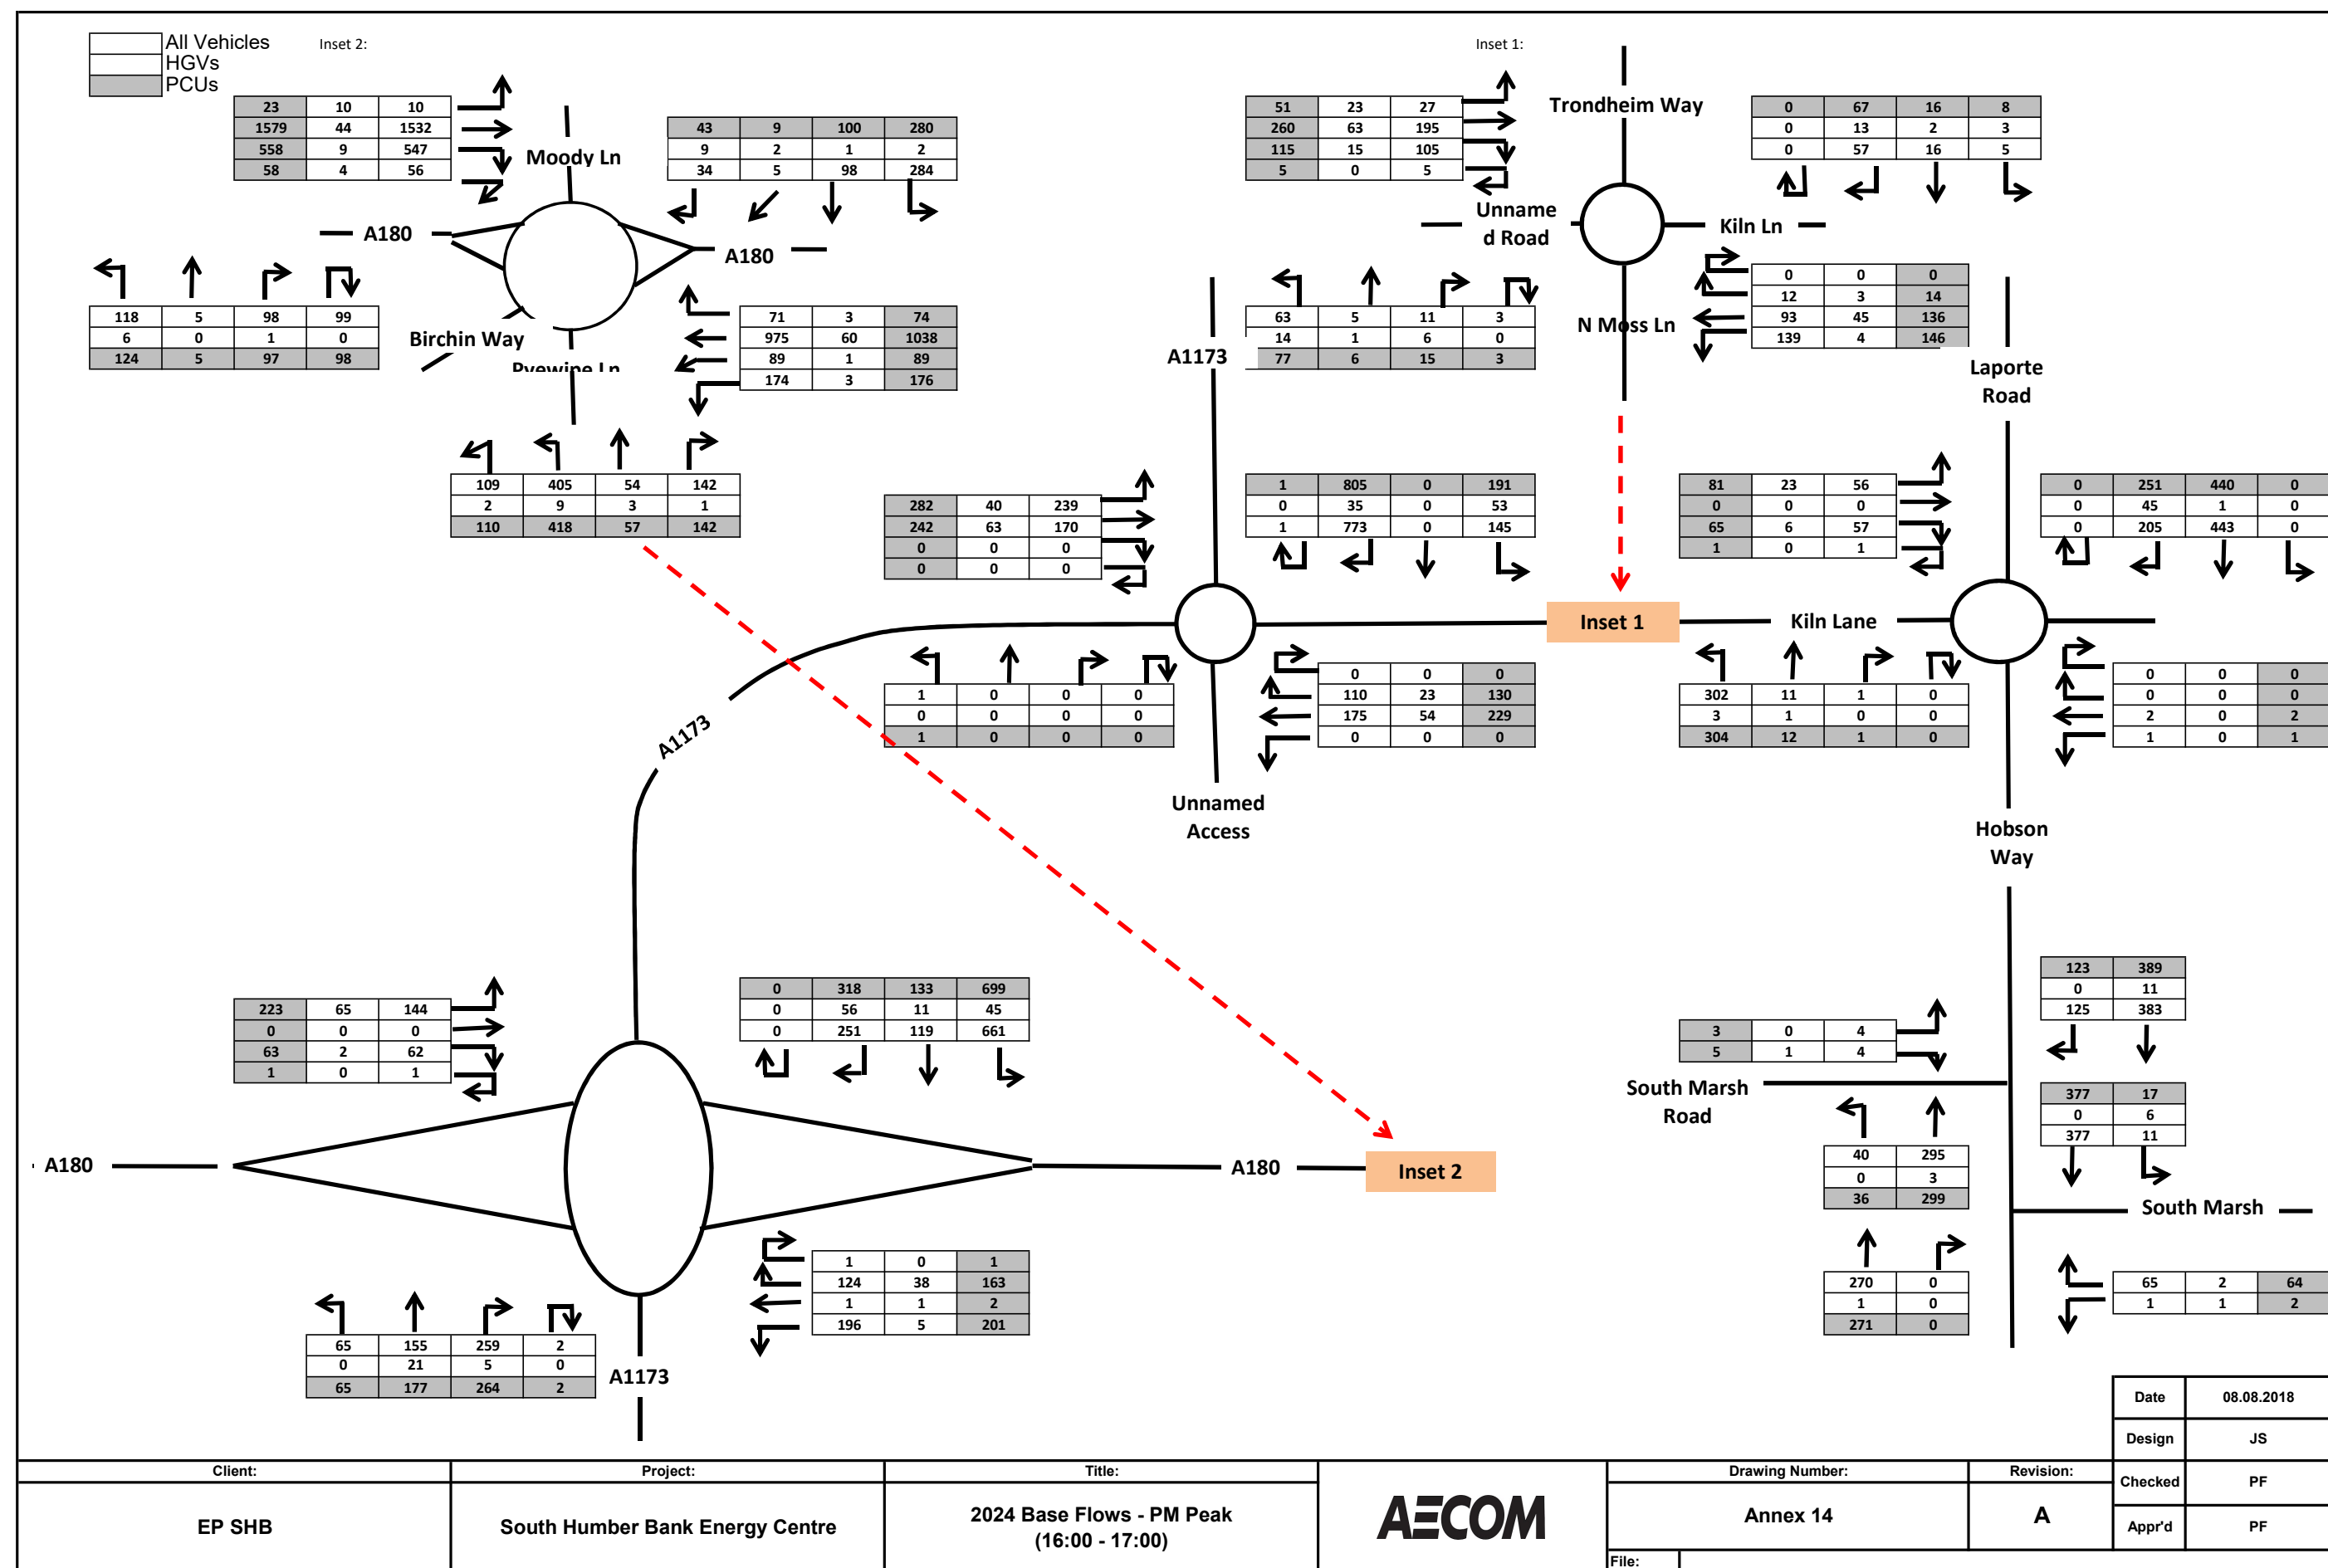 All Vehicles
HGVs
PCUs
Inset 2:
23 10 10
1579 44 1532
558 9 547
58 4 56
Moody Ln
43 9 100 280
9 2 1 2
34 5 98 284
A180
A180
118 5 98 99
6 0 1 0
124 5 97 98
Birchin Way
Pyewipe Ln
71 3 74
975 60 1038
89 1 89
174 3 176
109 405 54 142
2 9 3 1
110 418 57 142
Inset 1:
51 23 27
260 63 195
115 15 105
5 0 5
Trondheim Way
0 67 16 8
0 13 2 3
0 57 16 5
Unname
d Road
Kiln Ln
63 5 11 3
14 1 6 0
77 6 15 3
N Moss Ln
0 0 0
12 3 14
93 45 136
139 4 146
A1173
Laporte
Road
282 40 239
242 63 170
0 0 0
0 0 0
1 805 0 191
0 35 0 53
1 773 0 145
81 23 56
0 0 0
65 6 57
1 0 1
0 251 440 0
0 45 1 0
0 205 443 0
Inset 1
Kiln Lane
1 0 0 0
0 0 0 0
1 0 0 0
0 0 0
110 23 130
175 54 229
0 0 0
302 11 1 0
3 1 0 0
304 12 1 0
0 0 0
0 0 0
2 0 2
1 0 1
A1173
Unnamed
Access
Hobson
Way
223 65 144
0 0 0
63 2 62
1 0 1
0 318 133 699
0 56 11 45
0 251 119 661
123 389
0 11
125 383
3 0 4
5 1 4
South Marsh
Road
377 17
0 6
377 11
A180
A180
Inset 2
40 295
0 3
36 299
South Marsh
1 0 1
124 38 163
1 1 2
196 5 201
270 0
1 0
271 0
65 2 64
1 1 2
65 155 259 2
0 21 5 0
65 177 264 2
A1173
Date 08.08.2018
Design JS
Checked PF
Appr'd PF
Client:
EP SHB
Project:
South Humber Bank Energy Centre
Title:
2024 Base Flows - PM Peak
(16:00 - 17:00)
AECOM
Drawing Number:
Annex 14
Revision:
A
File: